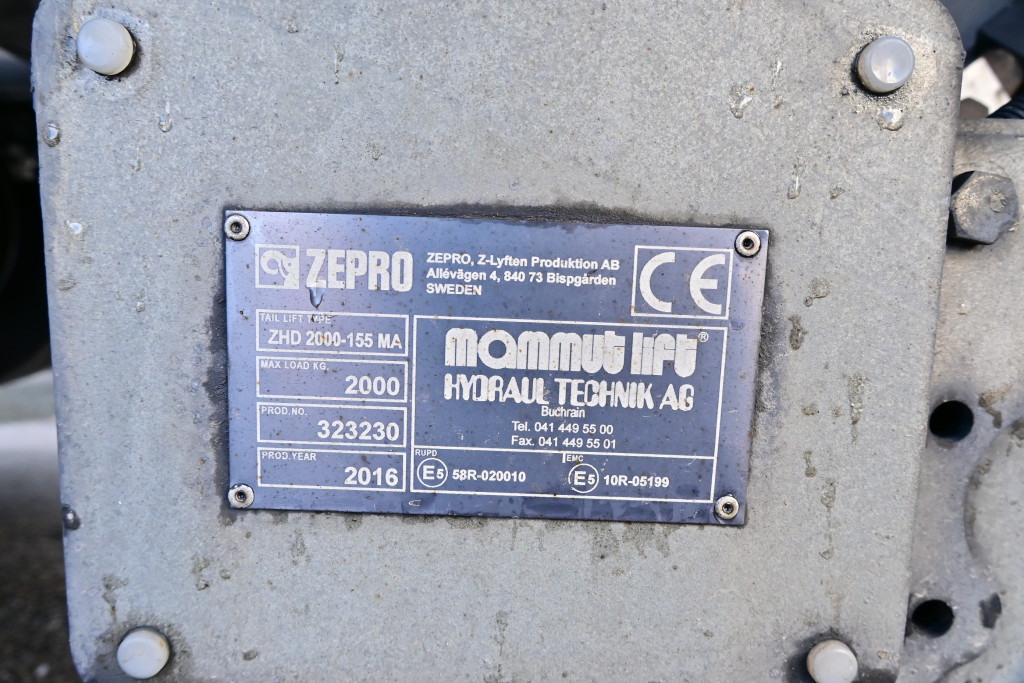 ZEPRO
ZEPRO, Z-Lyften Produktion AB
Allévägen 4, 840 73 Bispgården
SWEDEN
CE
TAIL LIFT TYPE
ZHD 2000-155 MA
MAX LOAD KG.
2000
PROD.NO.
323230
PROD.YEAR
2016
mammut lift®
HYDRAUL TECHNIK AG
Buchrain
Tel. 041 449 55 00
Fax. 041 449 55 01
RUPD
E5 58R-020010
EMC
E5 10R-05199